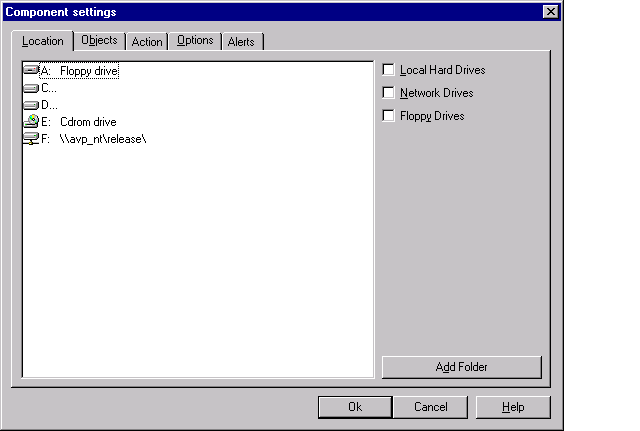 Component settings
Location Objects Action Options Alerts
A: Floppy drive
C...
D...
E: Cdrom drive
F: \\avp_nt\release\
Local Hard Drives
Network Drives
Floppy Drives
Add Folder
Ok Cancel Help